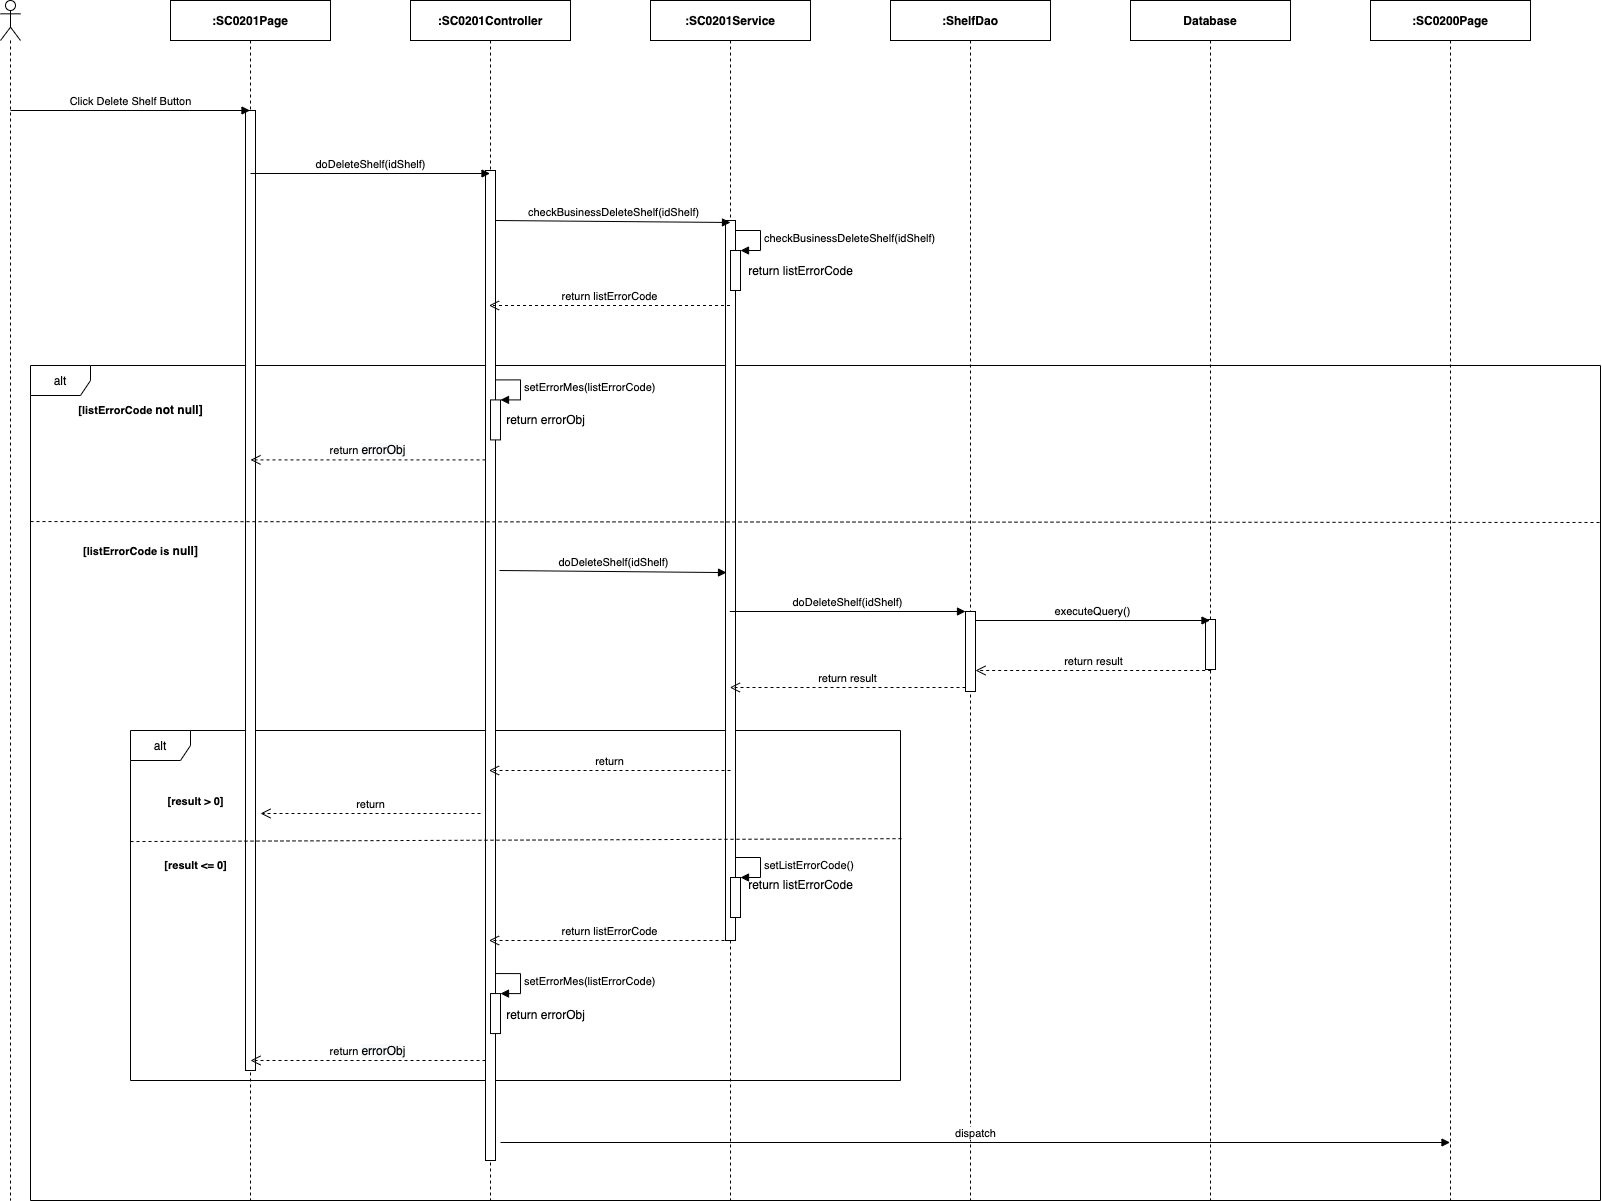 :SC0201Page
:SC0201Controller
:SC0201Service
:ShelfDao
Database
:SC0200Page
Click Delete Shelf Button
doDeleteShelf(idShelf)
checkBusinessDeleteShelf(idShelf)
checkBusinessDeleteShelf(idShelf)
return listErrorCode
return listErrorCode
alt
setErrorMes(listErrorCode)
[listErrorCode not null]
return errorObj
return errorObj
[listErrorCode is null]
doDeleteShelf(idShelf)
doDeleteShelf(idShelf)
executeQuery()
return result
return result
alt
return
[result > 0]
return
[result <= 0]
setListErrorCode()
return listErrorCode
return listErrorCode
setErrorMes(listErrorCode)
return errorObj
return errorObj
dispatch